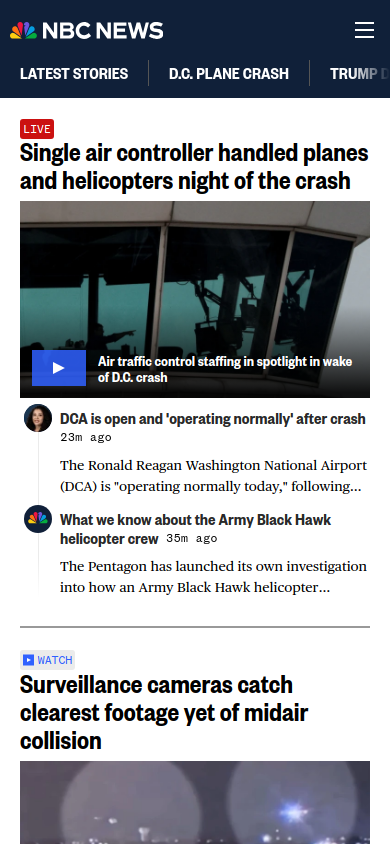 NBC NEWS
LATEST STORIES
D.C. PLANE CRASH
TRUMP D
LIVE
Single air controller handled planes
and helicopters night of the crash
Air traffic control staffing in spotlight in wake
of D.C. crash
DCA is open and 'operating normally' after crash
23m ago
The Ronald Reagan Washington National Airport
(DCA) is "operating normally today," following...
What we know about the Army Black Hawk
helicopter crew 35m ago
The Pentagon has launched its own investigation
into how an Army Black Hawk helicopter...
WATCH
Surveillance cameras catch
clearest footage yet of midair
collision